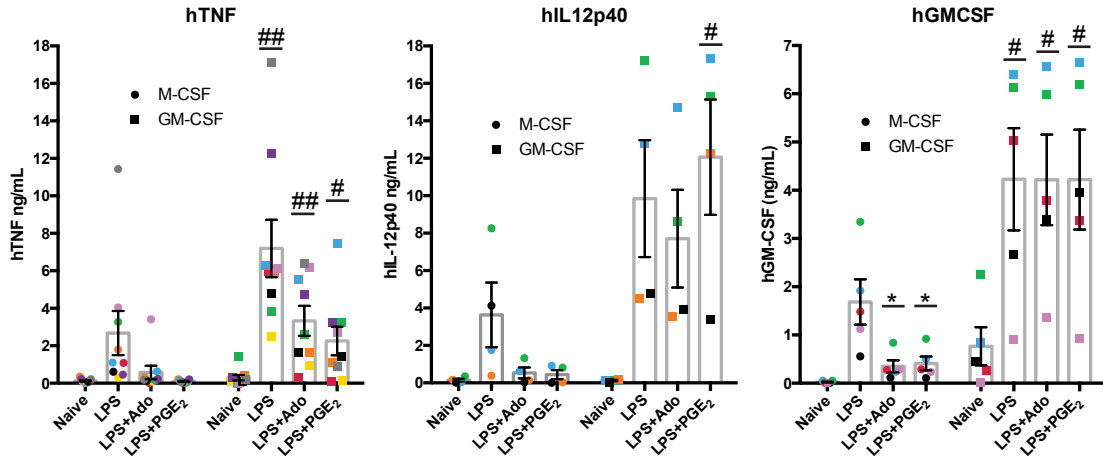 hTNF
18
16
14
12
10
8
6
4
2
0
hTNF ng/mL
M-CSF
GM-CSF
##
##
#
Naive
LPS
LPS+Ado
LPS+PGE₂
Naive
LPS
LPS+Ado
LPS+PGE₂
hIL12p40
18
16
14
12
10
8
6
4
2
0
hIL-12p40 ng/mL
M-CSF
GM-CSF
#
Naive
LPS
LPS+Ado
LPS+PGE₂
Naive
LPS
LPS+Ado
LPS+PGE₂
hGMCSF
7
6
5
4
3
2
1
0
hGM-CSF (ng/mL)
M-CSF
GM-CSF
*
*
#
#
#
Naive
LPS
LPS+Ado
LPS+PGE₂
Naive
LPS
LPS+Ado
LPS+PGE₂